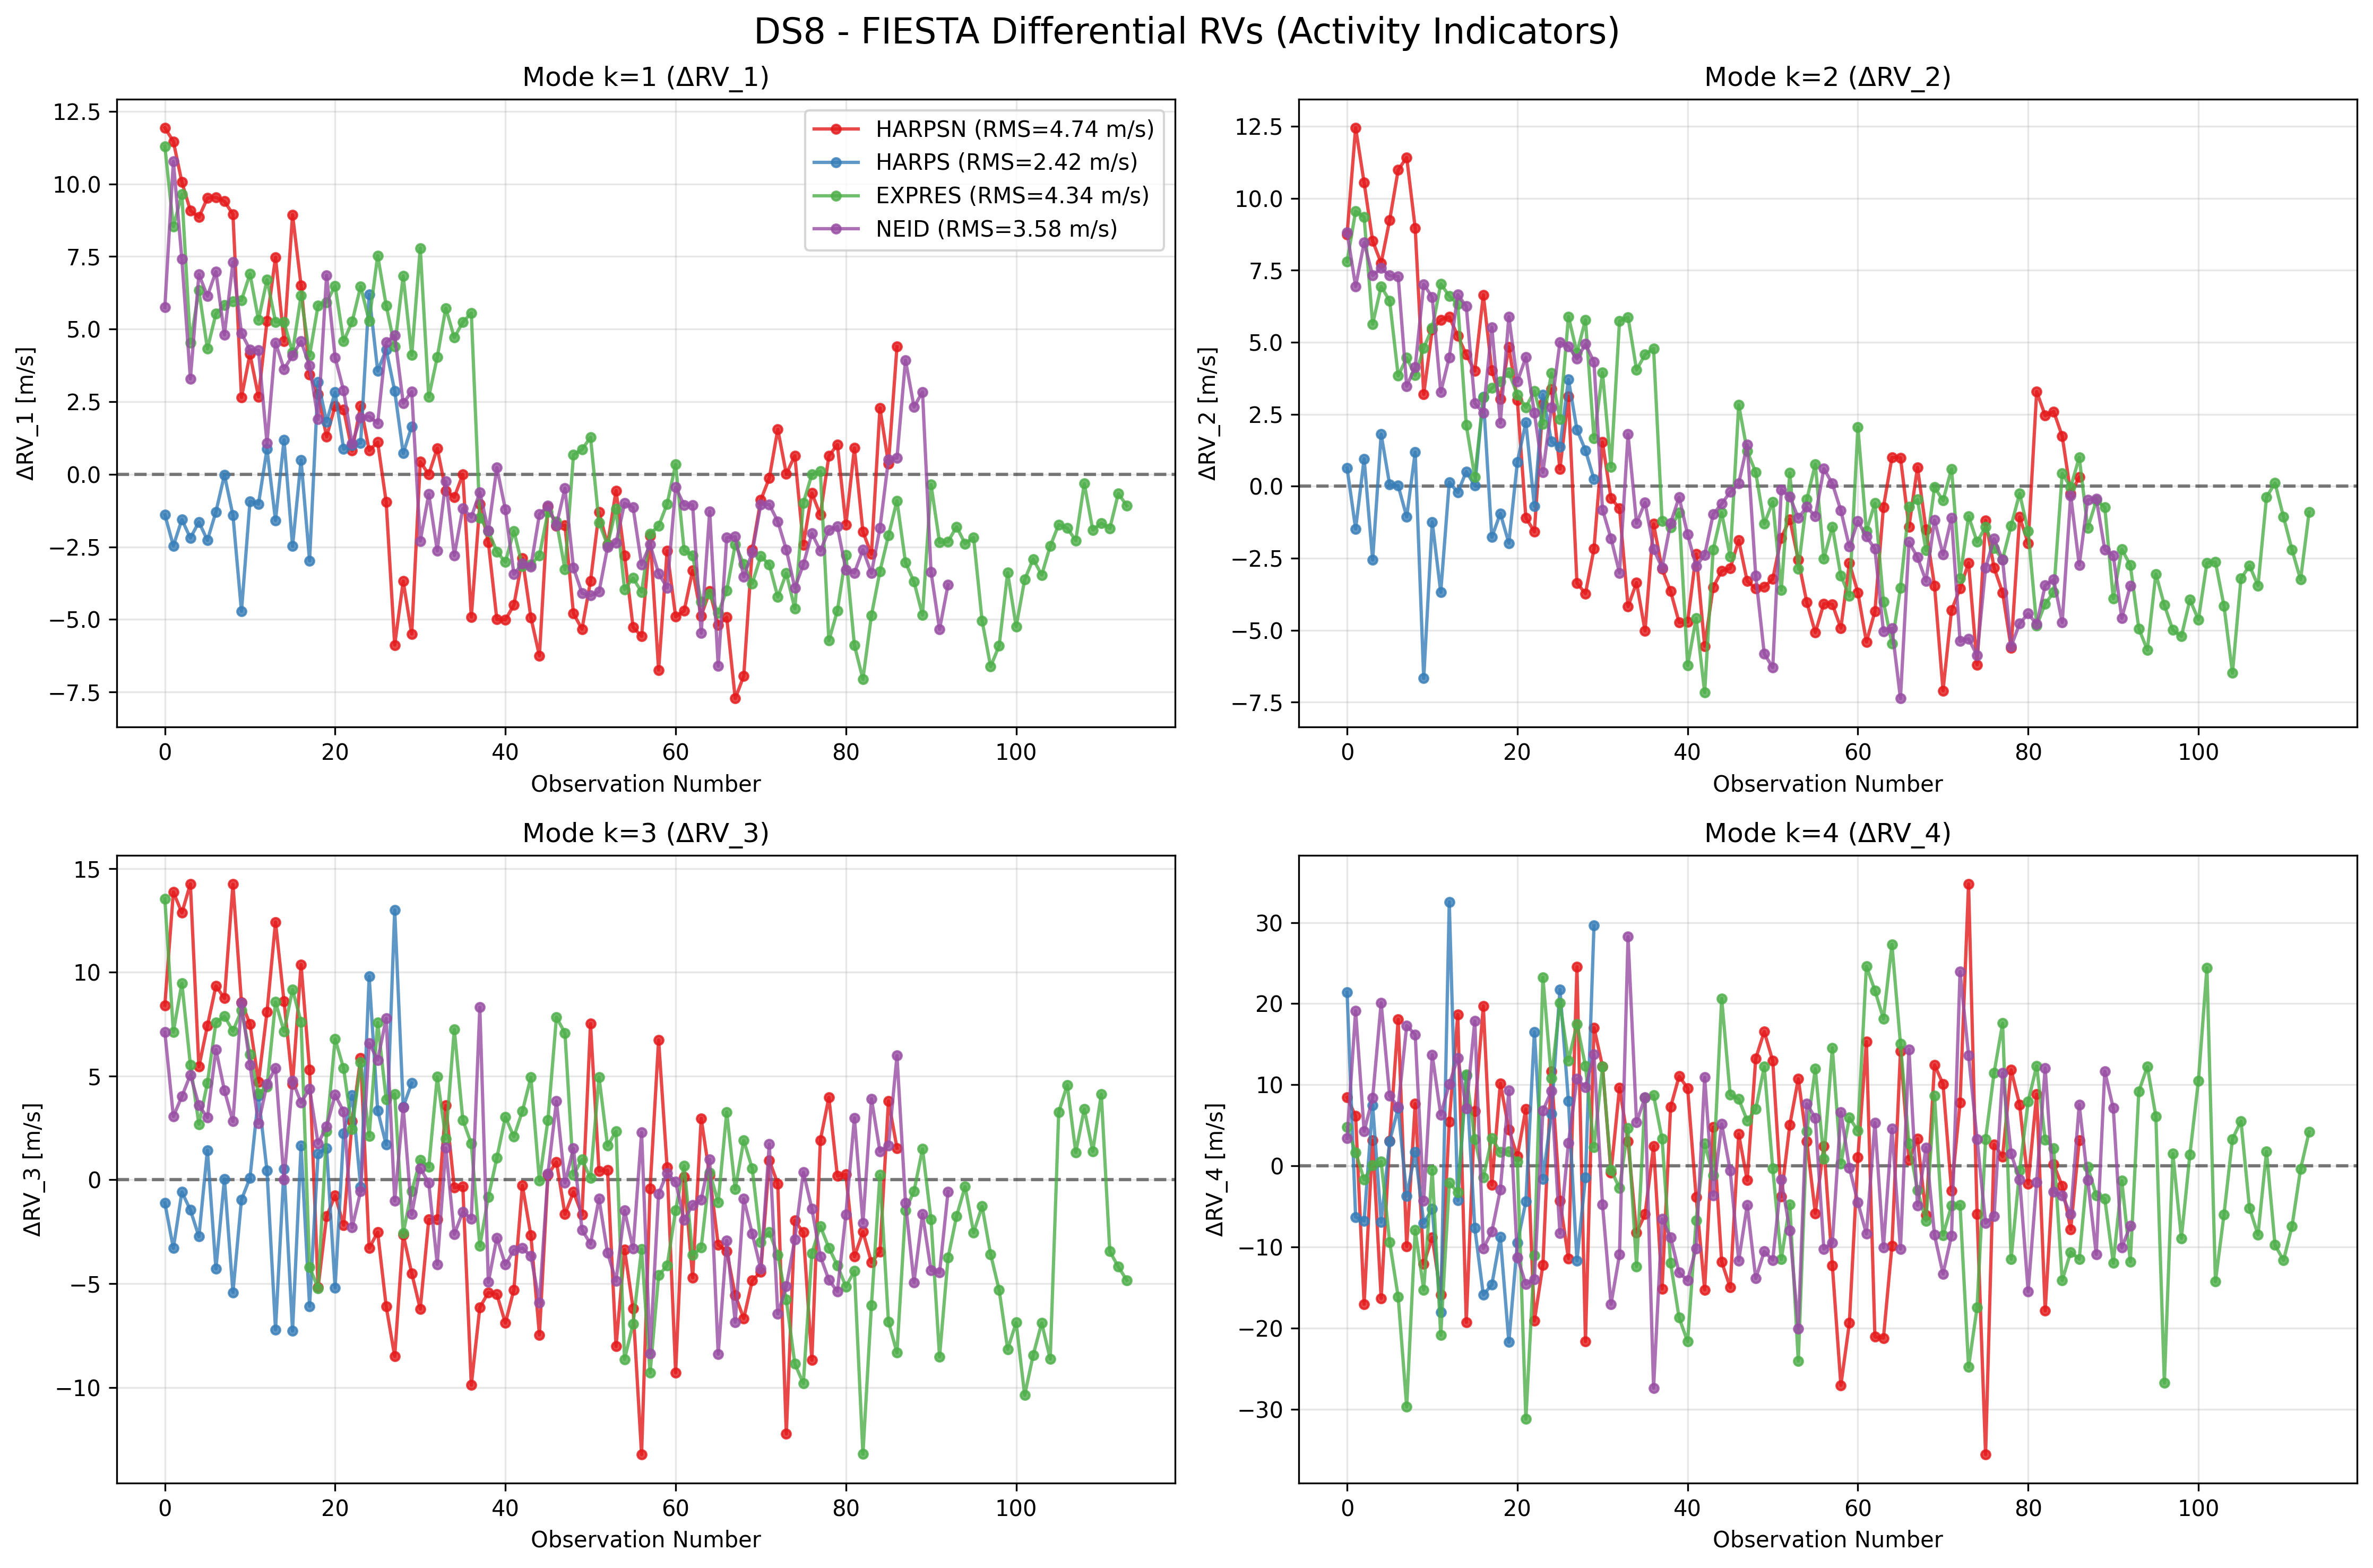 DS8 - FIESTA Differential RVs (Activity Indicators)
Mode k=1 (ΔRV_1)
ΔRV_1 [m/s]
12.5
10.0
7.5
5.0
2.5
0.0
−2.5
−5.0
−7.5
HARPSN (RMS=4.74 m/s)
HARPS (RMS=2.42 m/s)
EXPRES (RMS=4.34 m/s)
NEID (RMS=3.58 m/s)
0 20 40 60 80 100
Observation Number
Mode k=2 (ΔRV_2)
ΔRV_2 [m/s]
12.5
10.0
7.5
5.0
2.5
0.0
−2.5
−5.0
−7.5
0 20 40 60 80 100
Observation Number
Mode k=3 (ΔRV_3)
ΔRV_3 [m/s]
15
10
5
0
−5
−10
0 20 40 60 80 100
Observation Number
Mode k=4 (ΔRV_4)
ΔRV_4 [m/s]
30
20
10
0
−10
−20
−30
0 20 40 60 80 100
Observation Number